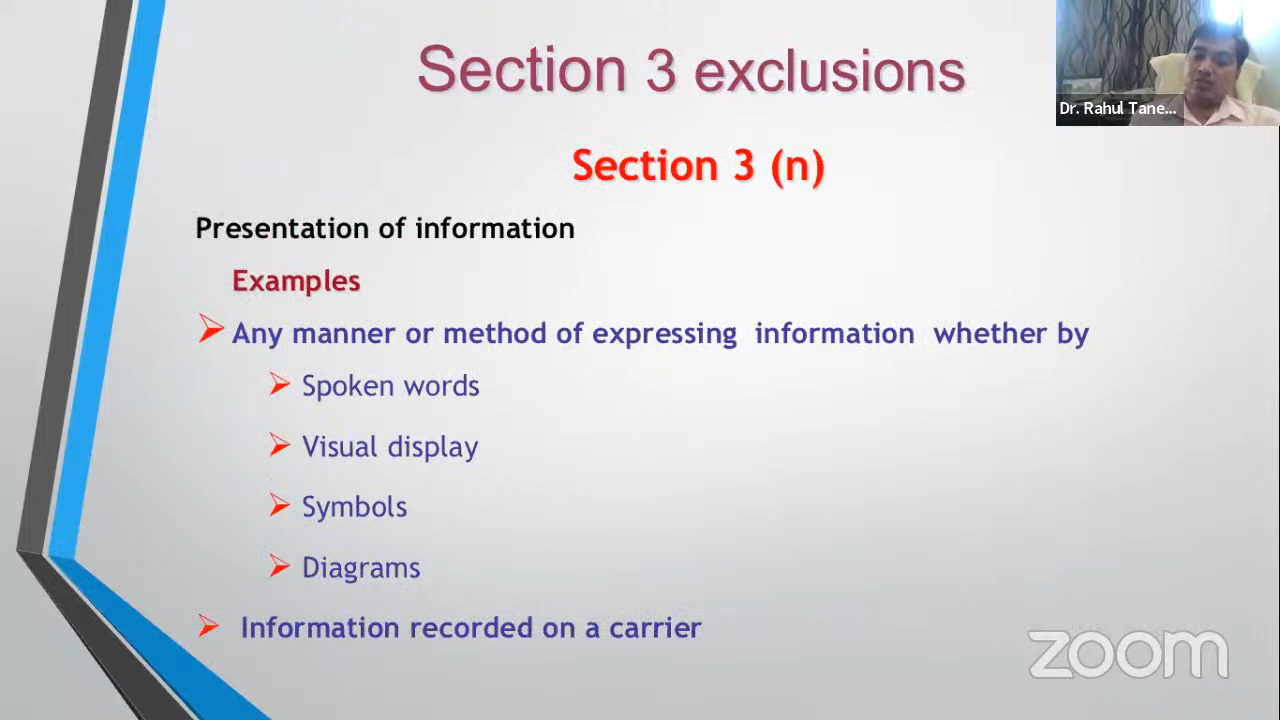 Section 3 exclusions
Dr. Rahul Tane...
Section 3 (n)
Presentation of information
Examples
Any manner or method of expressing information whether by
Spoken words
Visual display
Symbols
Diagrams
Information recorded on a carrier
zoom